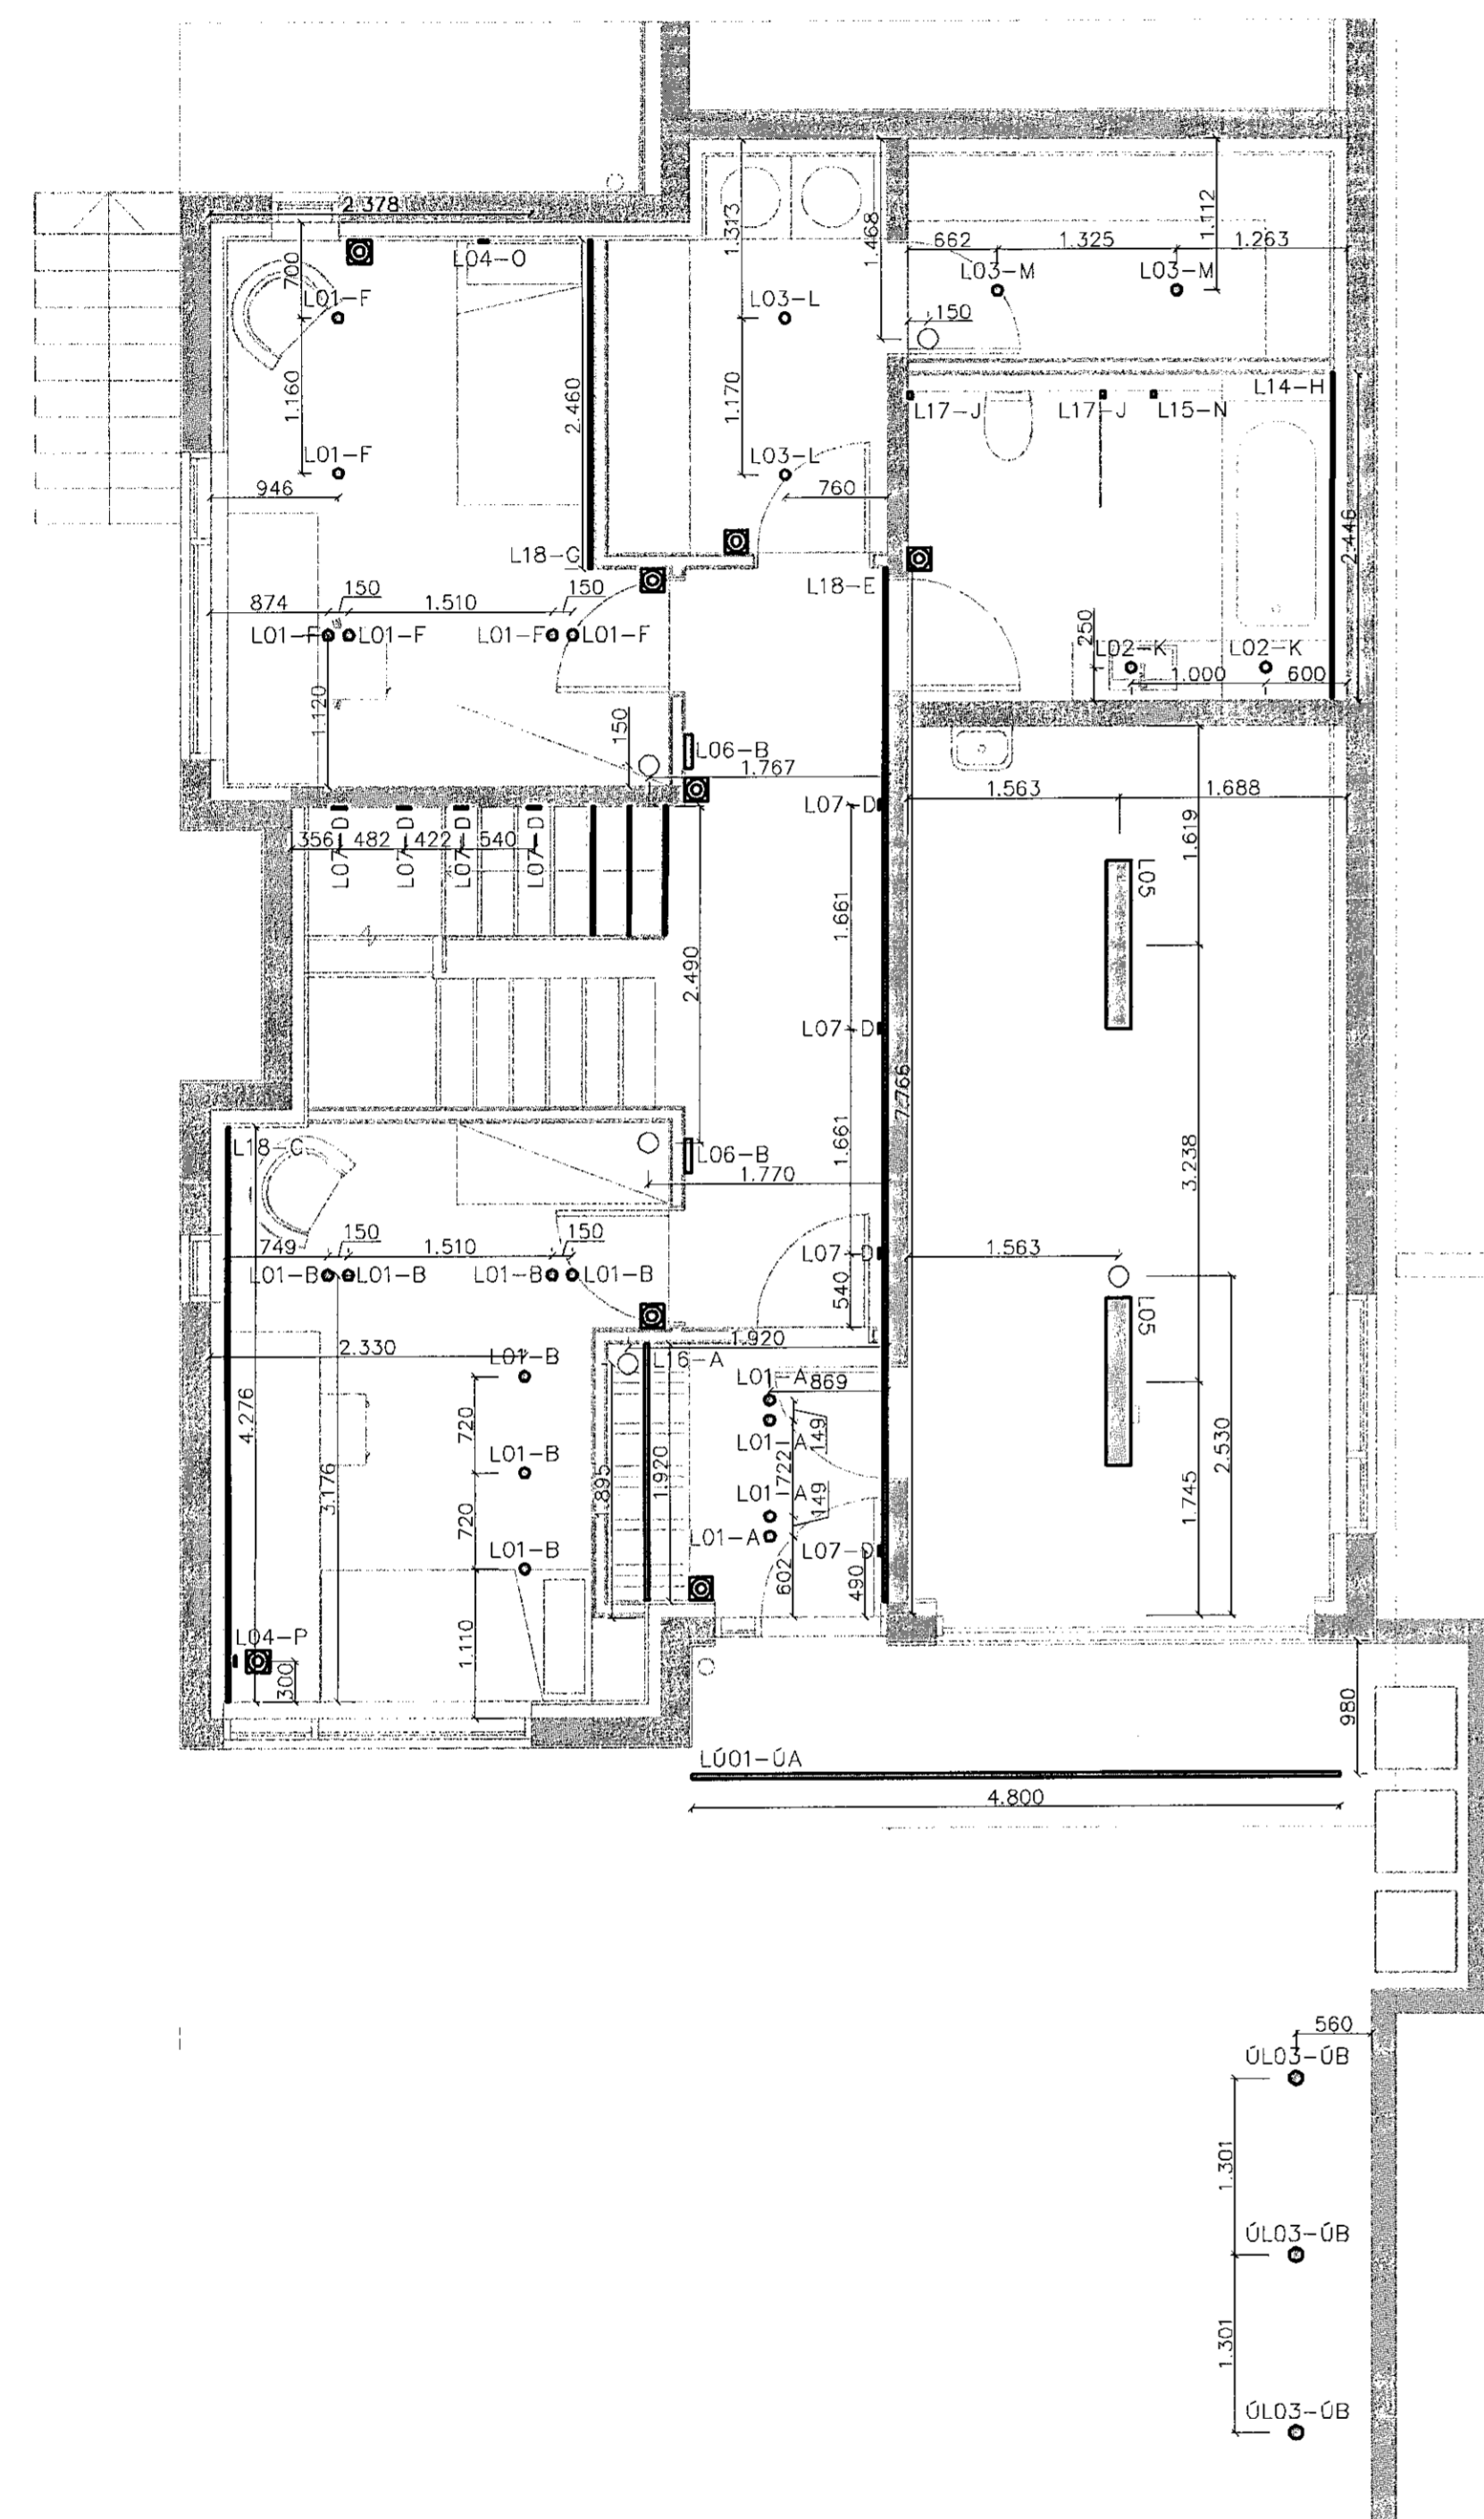 2.378
1.313
1.468
1.112
662
1.325
1.263
L04-O
L03-M
L03-M
700
L01-F
L03-L
150
1.160
2.460
1.170
L14-H
L17-J
L17-J
L15-N
L01-F
L03-L
946
760
2.446
L18-G
L18-E
874
150
1.510
150
L01-F
L01-F
L01-F
L01-F
250
L02-K
L02-K
1.000
600
1.120
150
L06-B
1.767
1.563
1.688
L07-D
356
482
422
540
L07-D
L07-D
L07-D
L07-D
1.619
L05
1.661
2.490
L07-D
7.766
1.661
3.238
L18-C
L06-B
1.770
749
150
1.510
150
L07-D
1.563
L01-B
L01-B
L01-B
L01-B
540
L05
2.330
1.920
L01-B
L16-A
L01-A
869
4.276
720
L01-A
149
2.530
3.176
L01-B
1.895
1.920
722
L01-A
149
1.745
720
L01-B
L01-A
L07-D
602
490
L04-P
300
1.110
980
LÚ01-ÚA
4.800
560
ÚL03-ÚB
1.301
ÚL03-ÚB
1.301
ÚL03-ÚB